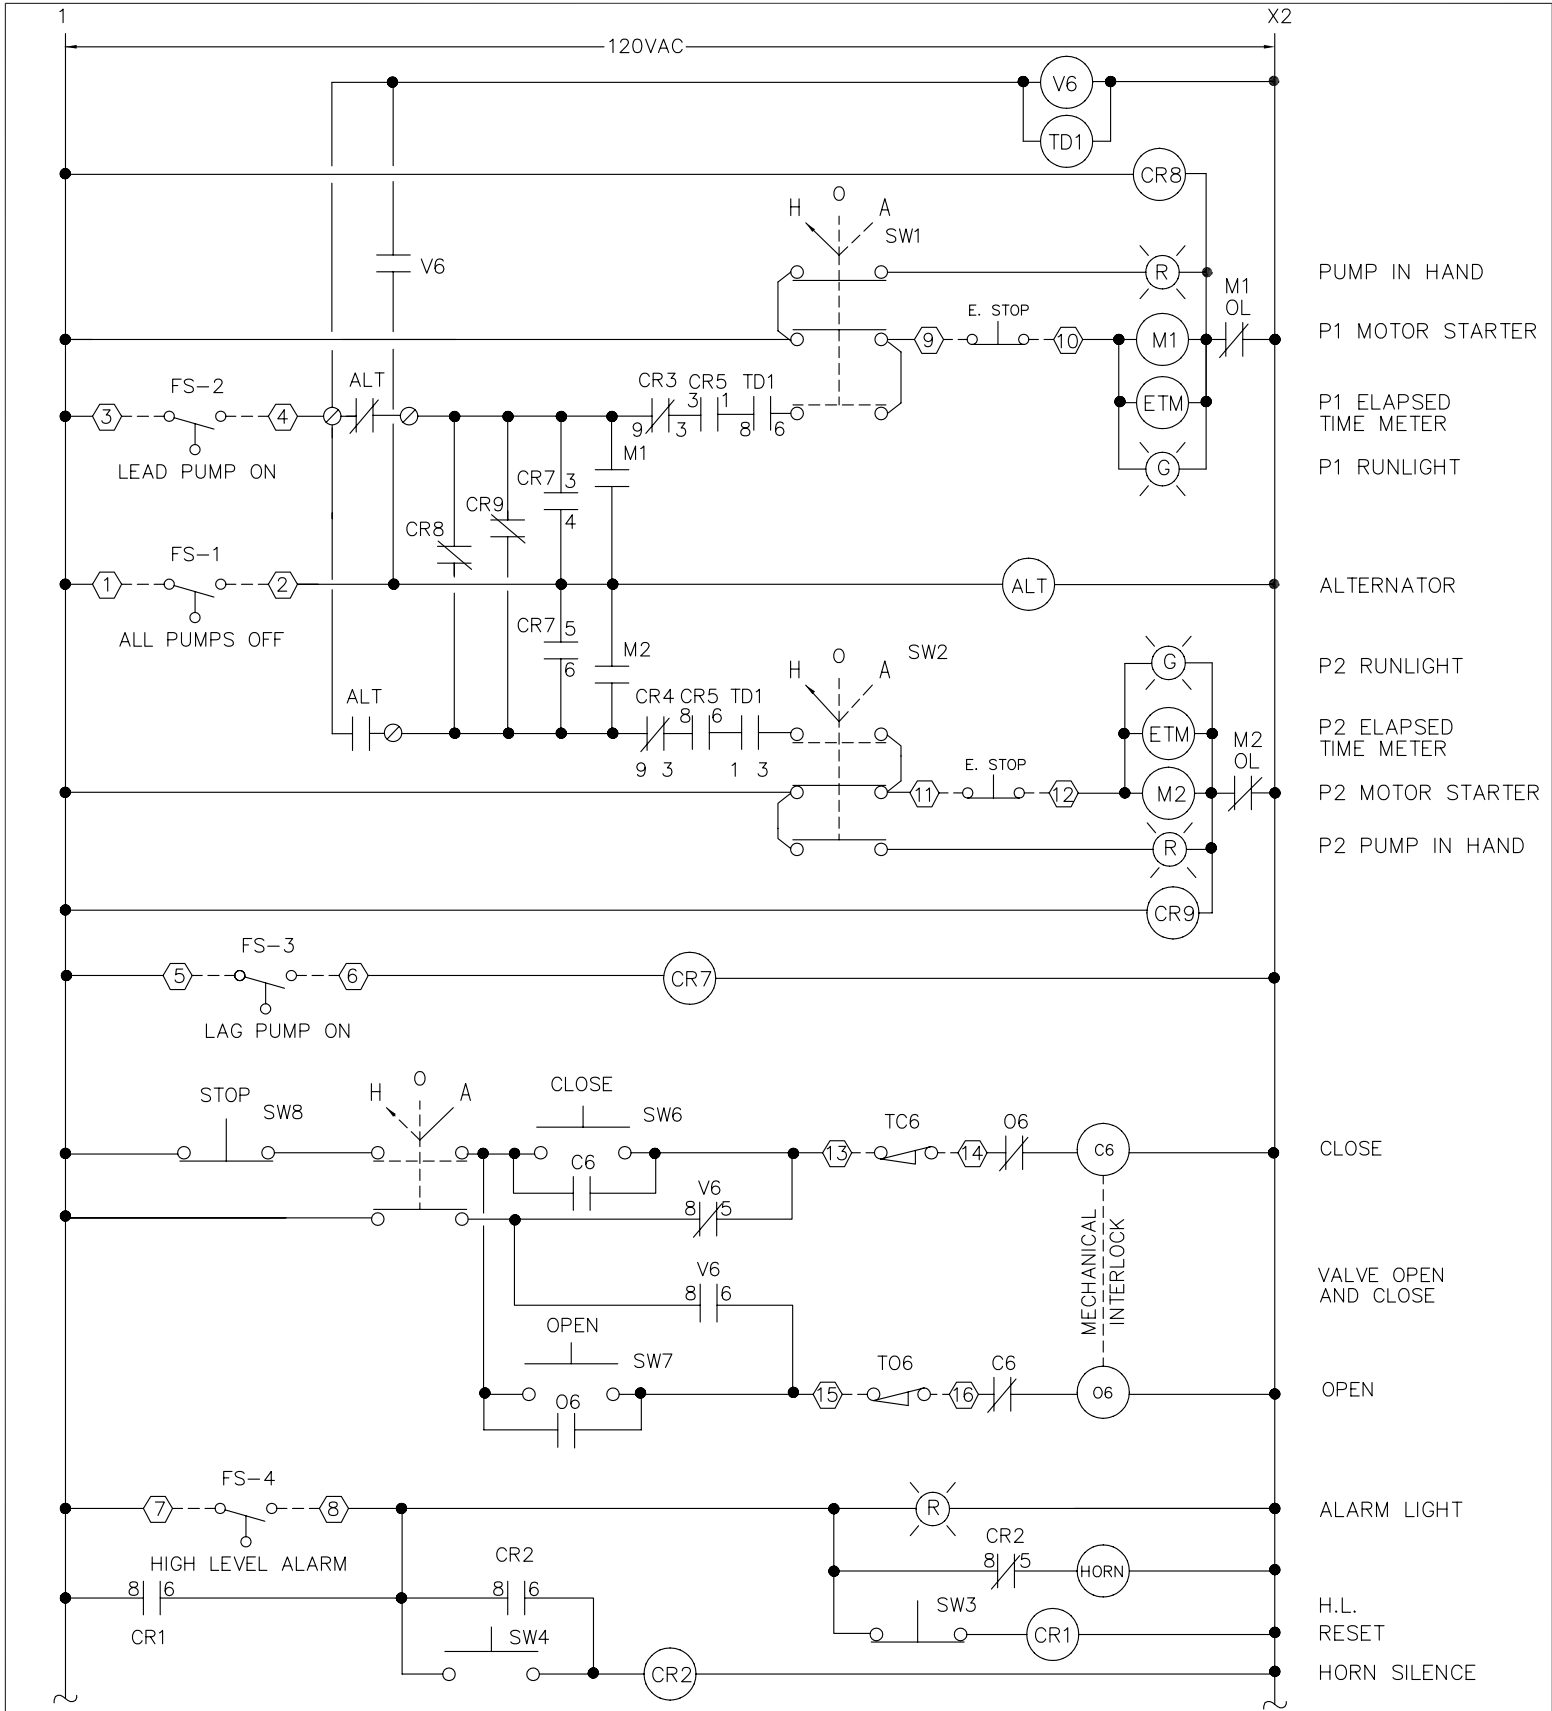 1 X2
120VAC
V6
TD1
CR8
H O A
SW1
V6
R PUMP IN HAND
M1
OL
E. STOP
9 10 M1 P1 MOTOR STARTER
FS-2 ALT CR3 CR5 TD1
3 4 9 3 3 1 8 6
ETM P1 ELAPSED
TIME METER
LEAD PUMP ON
M1
G P1 RUNLIGHT
CR7 3
4
CR9
CR8
FS-1
1 2 ALT ALTERNATOR
ALL PUMPS OFF
CR7 5
6
M2
H O A
SW2
G P2 RUNLIGHT
ALT CR4 CR5 TD1
8 6
9 3 1 3
ETM P2 ELAPSED
TIME METER
M2
OL
E. STOP
11 12 M2 P2 MOTOR STARTER
R P2 PUMP IN HAND
CR9
FS-3
5 6 CR7
LAG PUMP ON
STOP
SW8
H O A
CLOSE
SW6
TC6 O6
C6
13 14 C6 CLOSE
V6
8 5
MECHANICAL
INTERLOCK
V6
8 6
VALVE OPEN
AND CLOSE
OPEN
SW7
TO6 C6
O6
15 16 O6 OPEN
FS-4
7 8 R ALARM LIGHT
HIGH LEVEL ALARM
CR2
8 5 HORN
CR2
8 6 8 6
CR1
SW3
CR1
H.L.
RESET
SW4
CR2 HORN SILENCE